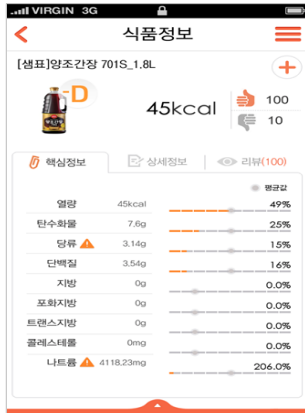 VIRGIN 3G
식품정보
[샘표]양조간장 701S_1.8L
-D
45kcal
100
10
핵심정보 상세정보 리뷰(100)
평균값
열량 45kcal 49%
탄수화물 7.6g 25%
당류 3.14g 15%
단백질 3.54g 16%
지방 0g 0.0%
포화지방 0g 0.0%
트랜스지방 0g 0.0%
콜레스테롤 0mg 0.0%
나트륨 4118.23mg 206.0%